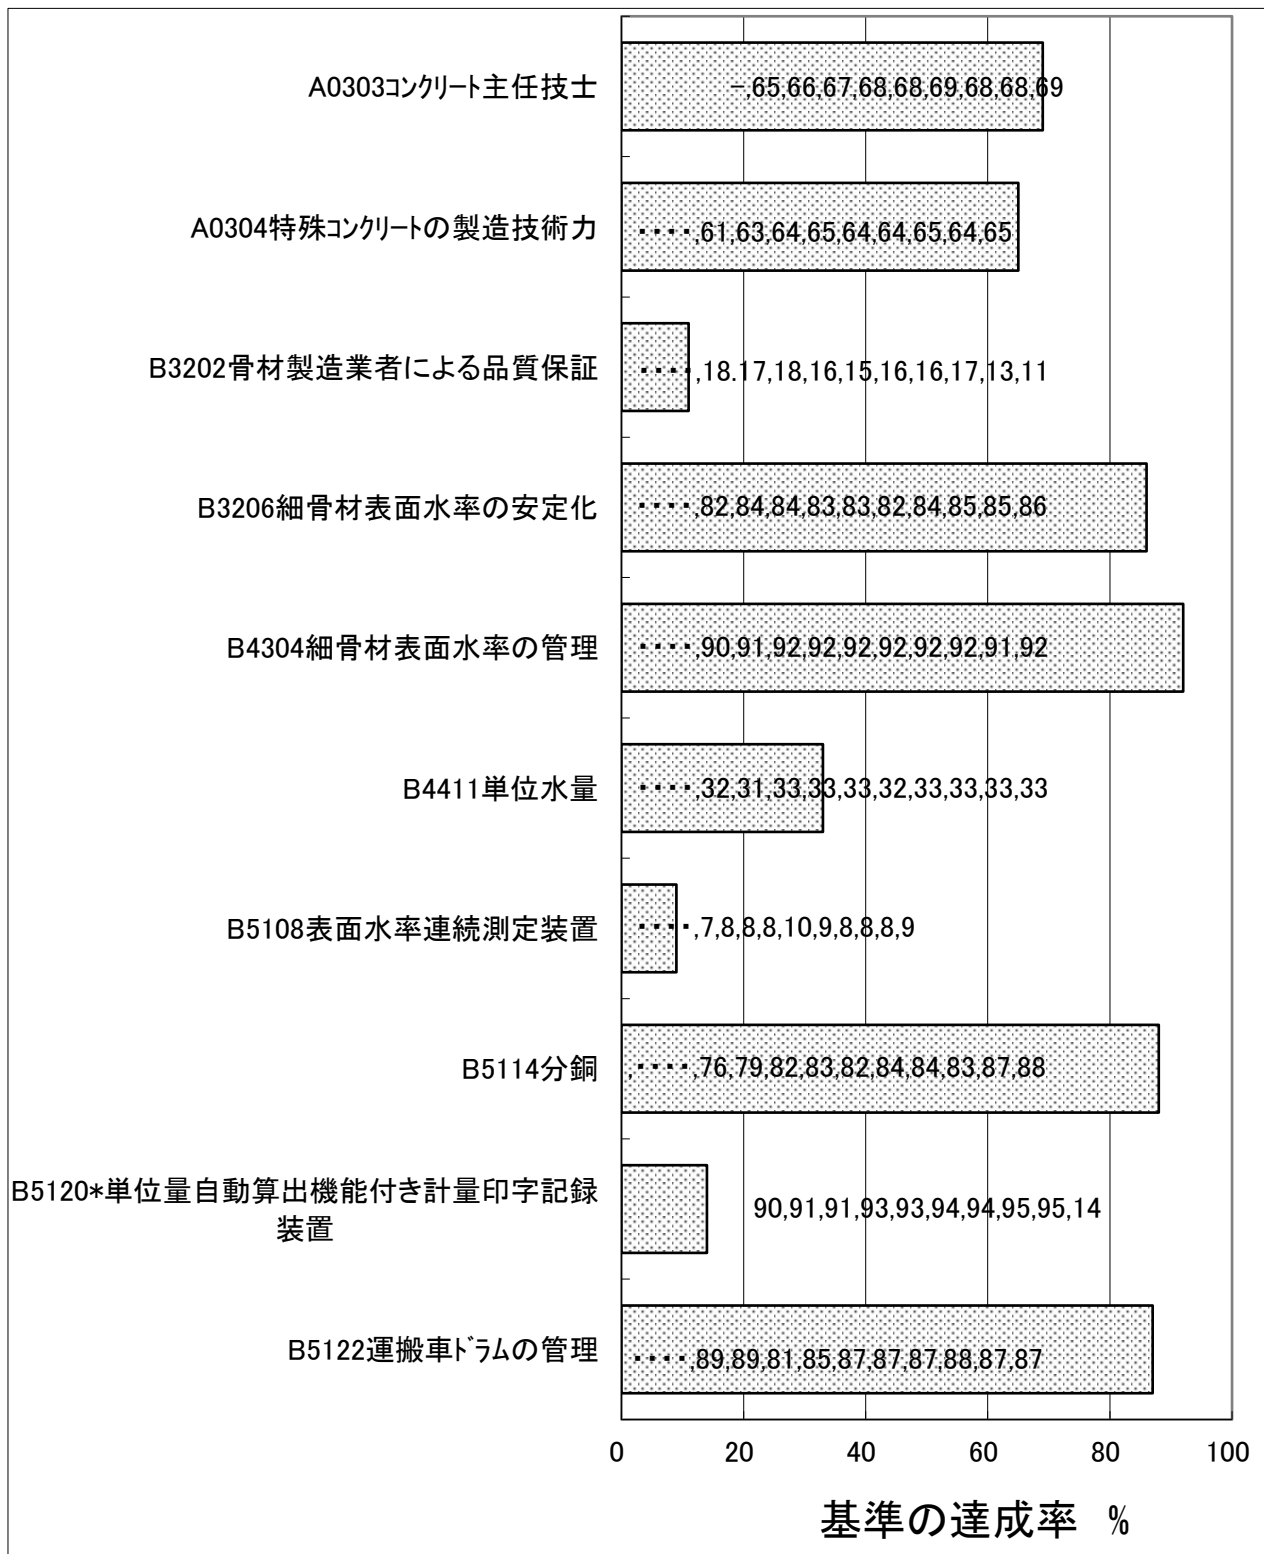 A0303コンクリート主任技士
−,65,66,67,68,68,69,68,68,69
A0304特殊コンクリートの製造技術力
････,61,63,64,65,64,64,65,64,65
B3202骨材製造業者による品質保証
････,18.17,18,16,15,16,16,17,13,11
B3206細骨材表面水率の安定化
････,82,84,84,83,83,82,84,85,85,86
B4304細骨材表面水率の管理
････,90,91,92,92,92,92,92,92,91,92
B4411単位水量
････,32,31,33,33,33,32,33,33,33,33
B5108表面水率連続測定装置
････,7,8,8,8,10,9,8,8,8,9
B5114分銅
,････,76,79,82,83,82,84,84,83,87,88
B5120*単位量自動算出機能付き計量印字記録
装置
90,91,91,93,93,94,94,95,95,14
B5122運搬車ドラムの管理
････,89,89,81,85,87,87,87,88,87,87
0 20 40 60 80 100
基準の達成率 %